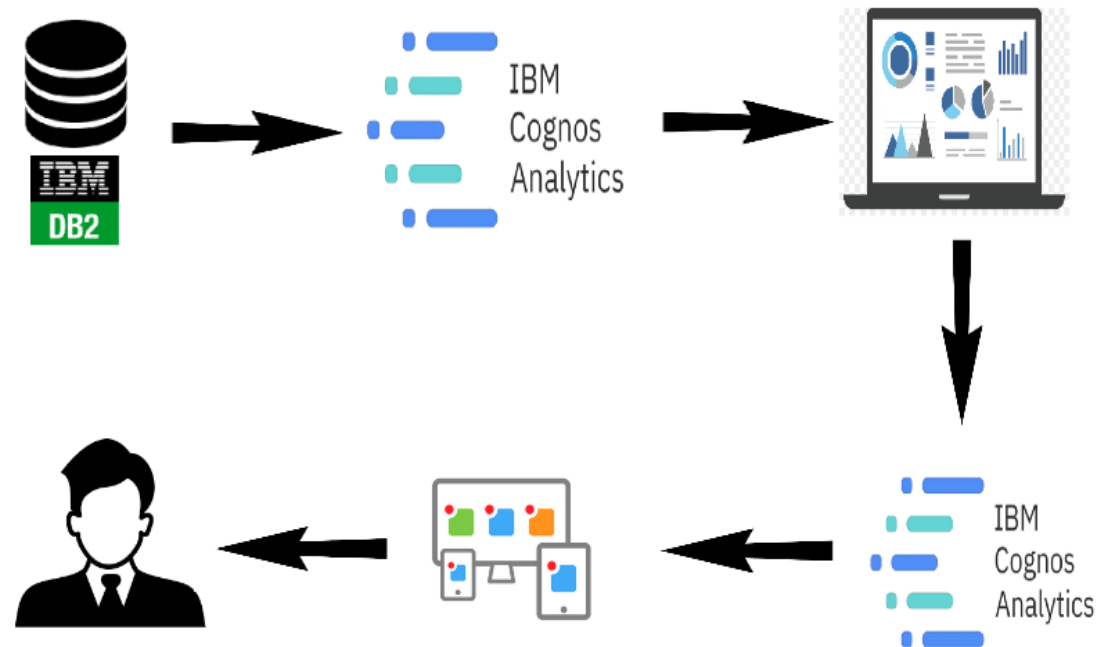 IBM
DB2
IBM
Cognos
Analytics
IBM
Cognos
Analytics